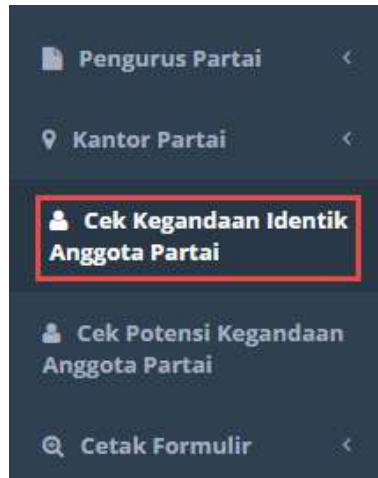 Pengurus Partai
Kantor Partai
Cek Kegandaan Identik
Anggota Partai
Cek Potensi Kegandaan
Anggota Partai
Cetak Formulir